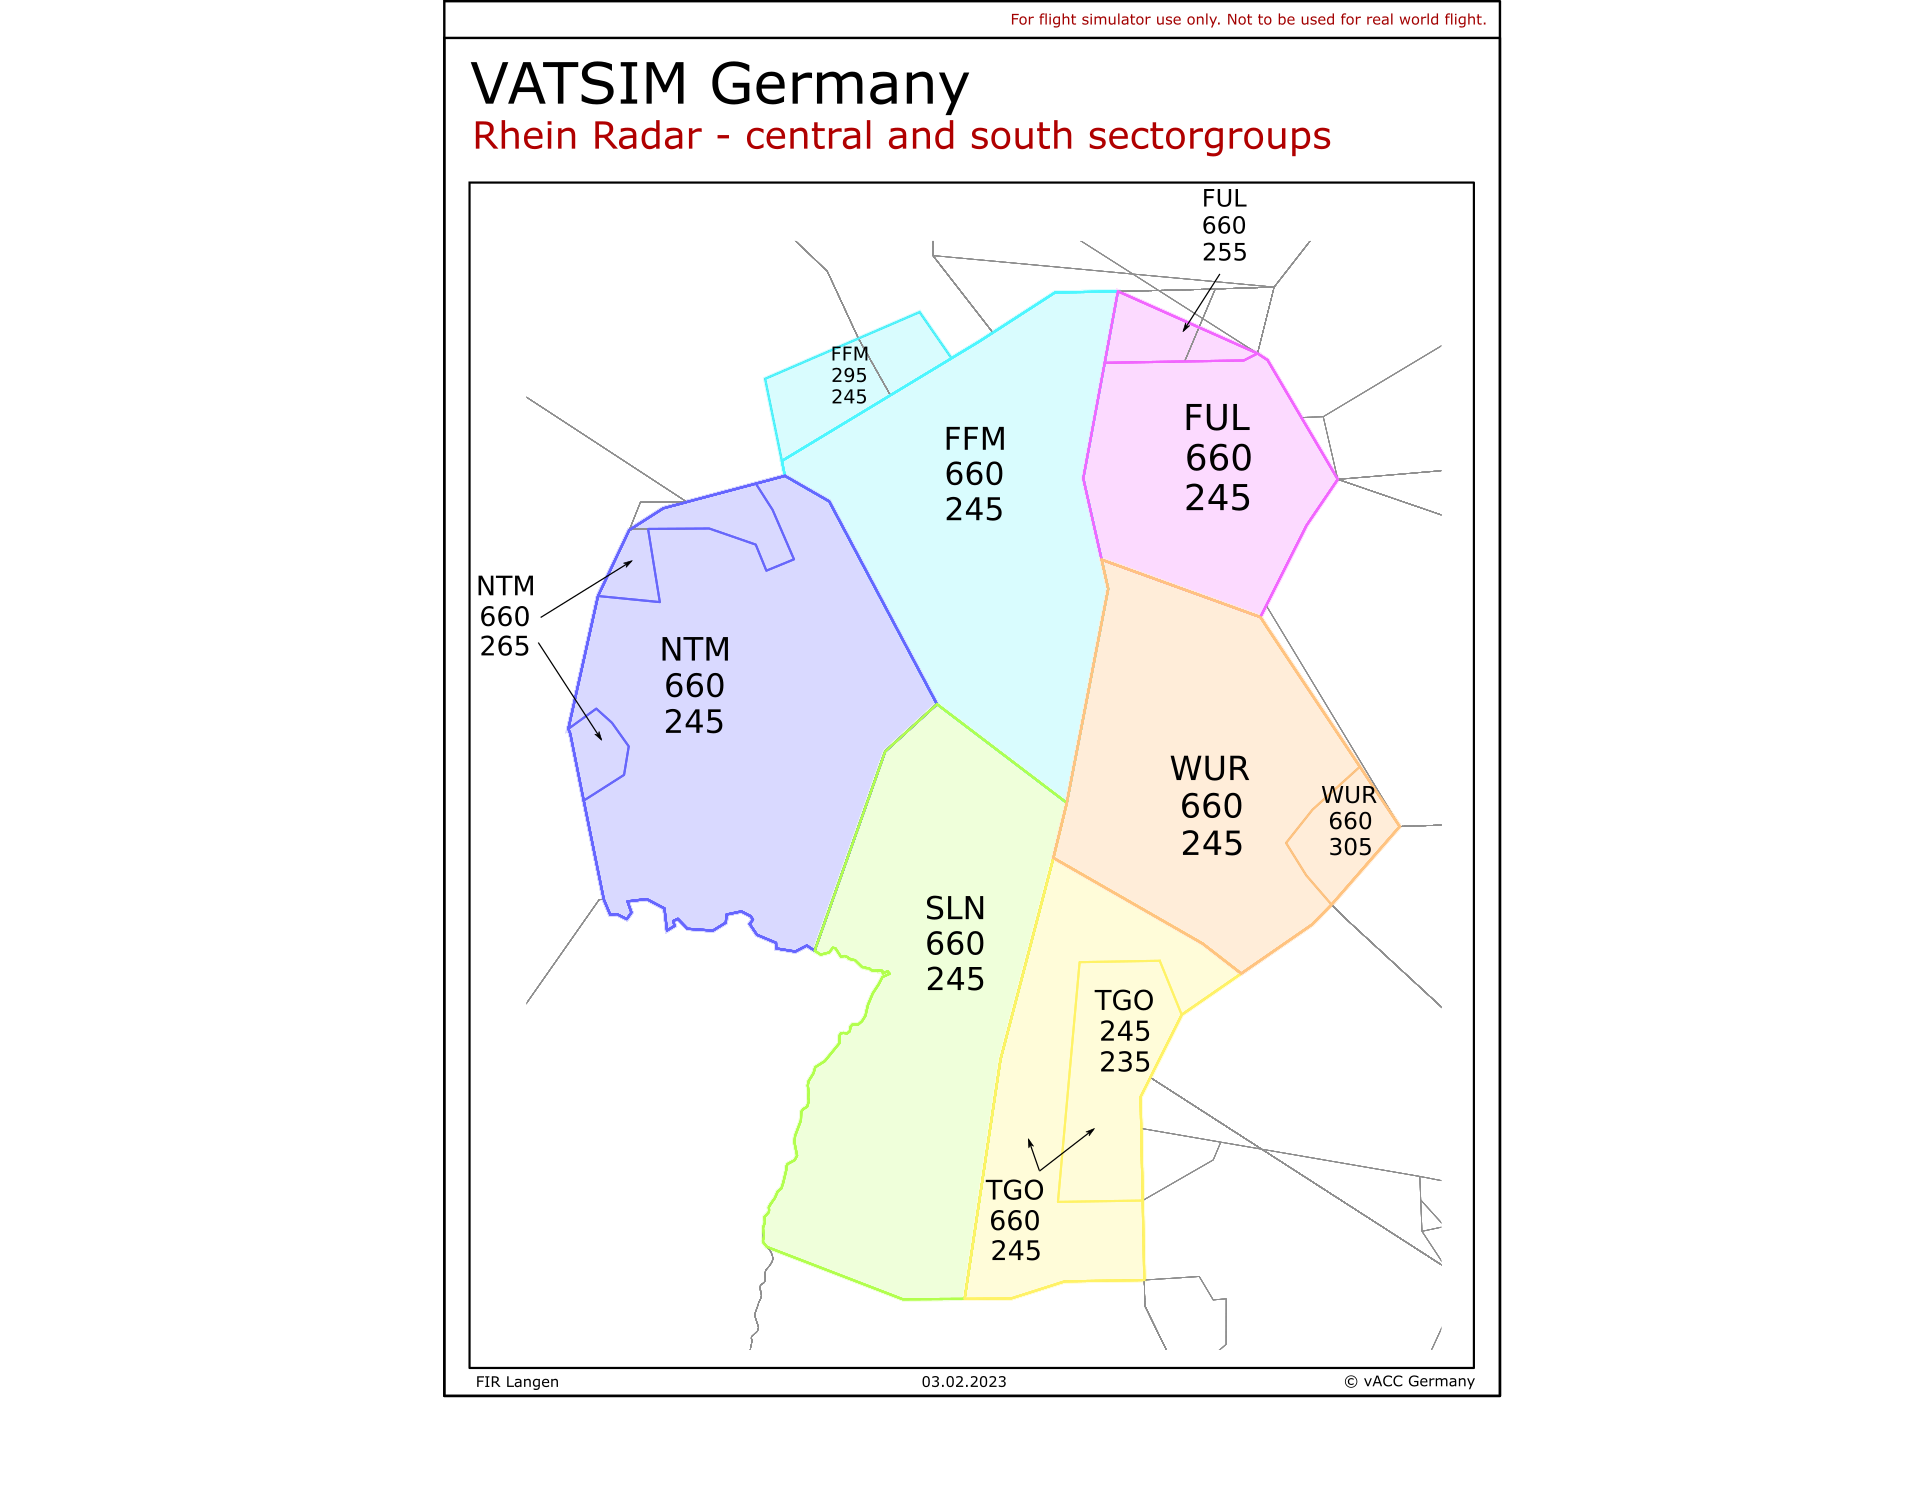 For flight simulator use only. Not to be used for real world flight.
VATSIM Germany
Rhein Radar - central and south sectorgroups
FUL
660
255
FFM
295
245
FFM
660
245
FUL
660
245
NTM
660
265
NTM
660
245
WUR
660
245
WUR
660
305
SLN
660
245
TGO
245
235
TGO
660
245
FIR Langen
03.02.2023
© vACC Germany